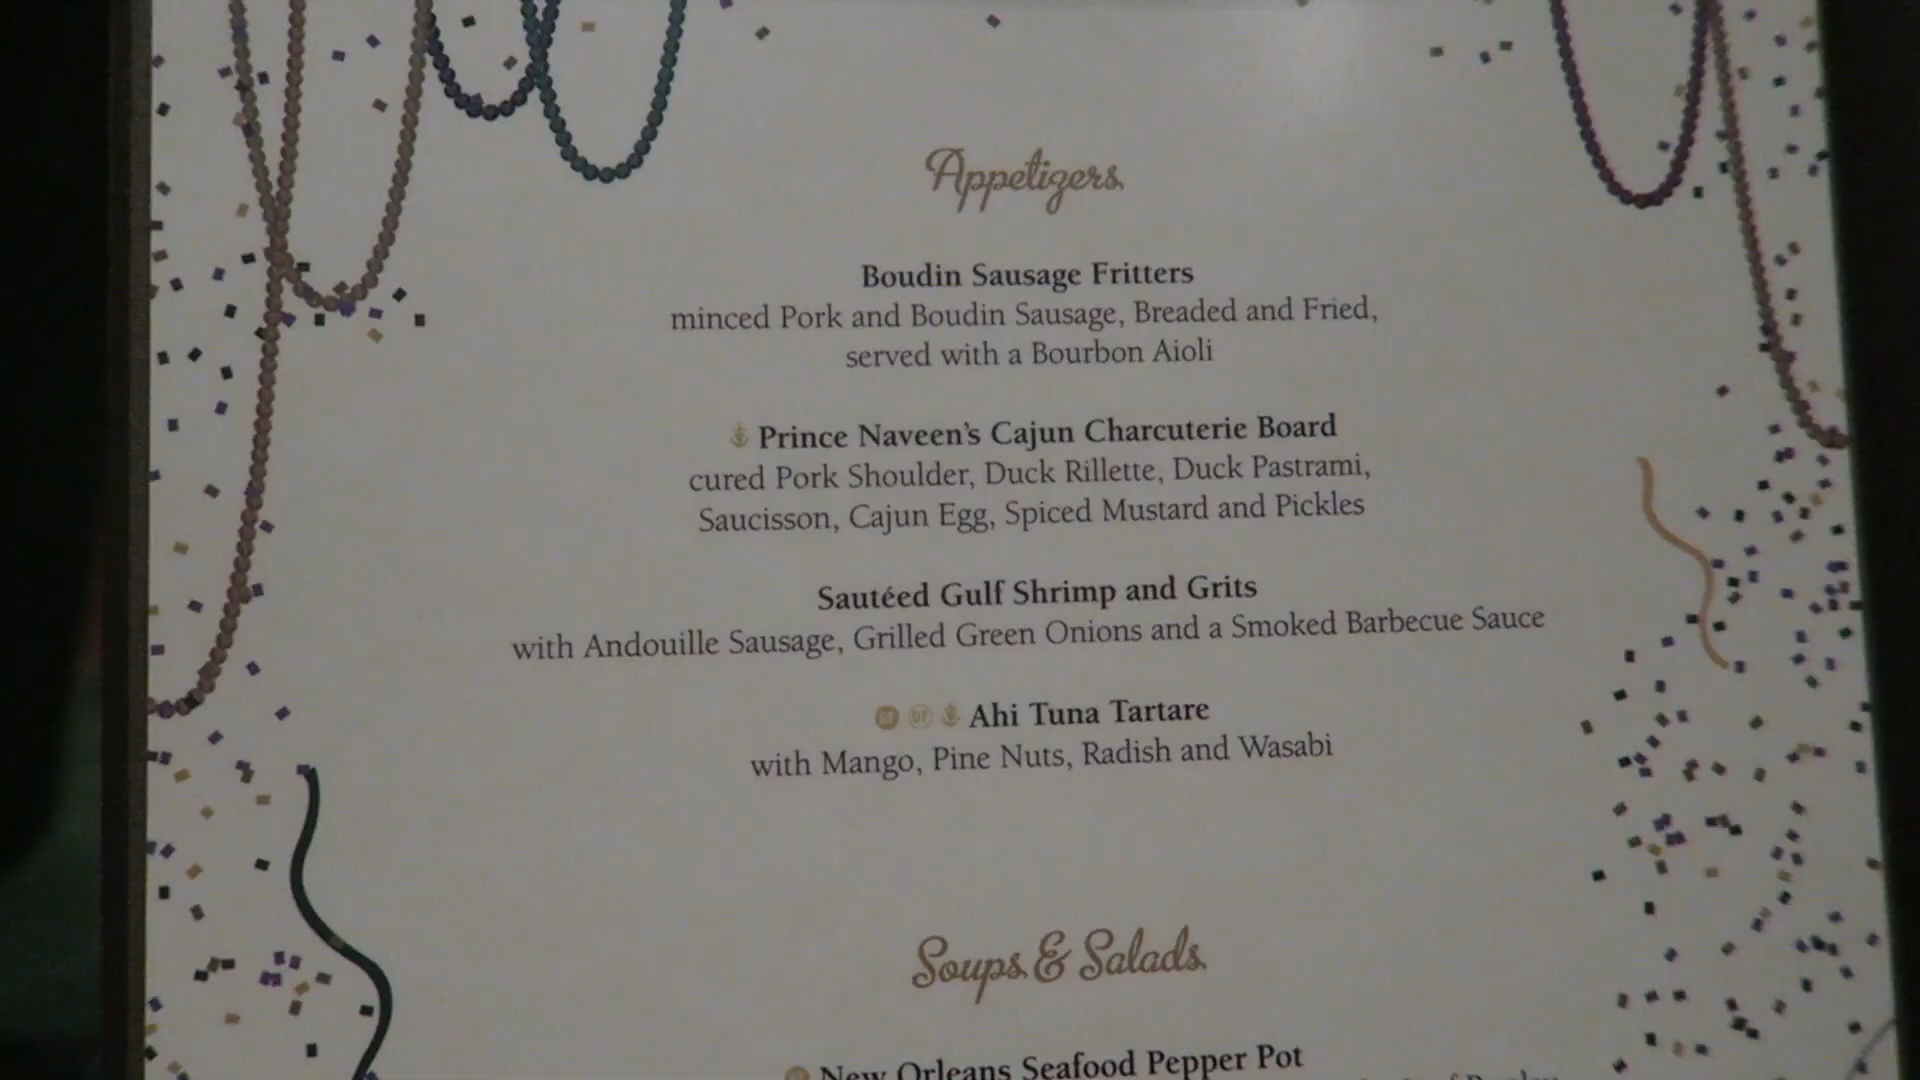 Appetizers
Boudin Sausage Fritters
minced Pork and Boudin Sausage, Breaded and Fried,
served with a Bourbon Aioli
Prince Naveen's Cajun Charcuterie Board
cured Pork Shoulder, Duck Rillette, Duck Pastrami,
Saucisson, Cajun Egg, Spiced Mustard and Pickles
Sautéed Gulf Shrimp and Grits
with Andouille Sausage, Grilled Green Onions and a Smoked Barbecue Sauce
GF DF Ahi Tuna Tartare
with Mango, Pine Nuts, Radish and Wasabi
Soups & Salads
New Orleans Seafood Pepper Pot